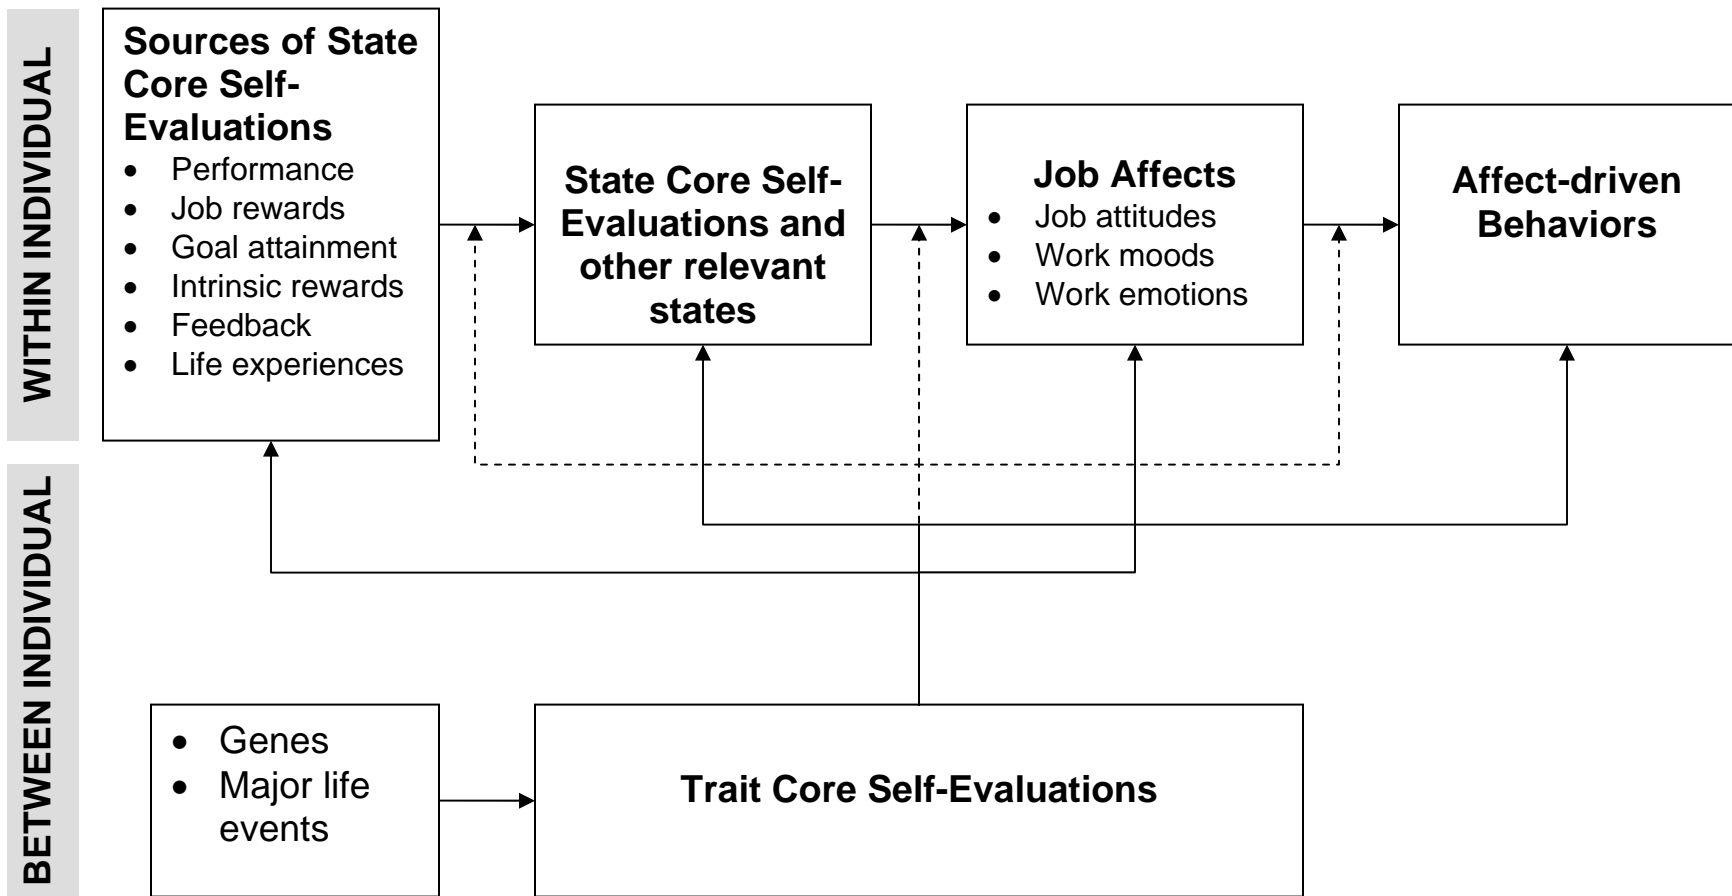 WITHIN INDIVIDUAL
Sources of State
Core Self-
Evaluations
• Performance
• Job rewards
• Goal attainment
• Intrinsic rewards
• Feedback
• Life experiences
State Core Self-
Evaluations and
other relevant
states
Job Affects
• Job attitudes
• Work moods
• Work emotions
Affect-driven
Behaviors
BETWEEN INDIVIDUAL
• Genes
• Major life
events
Trait Core Self-Evaluations